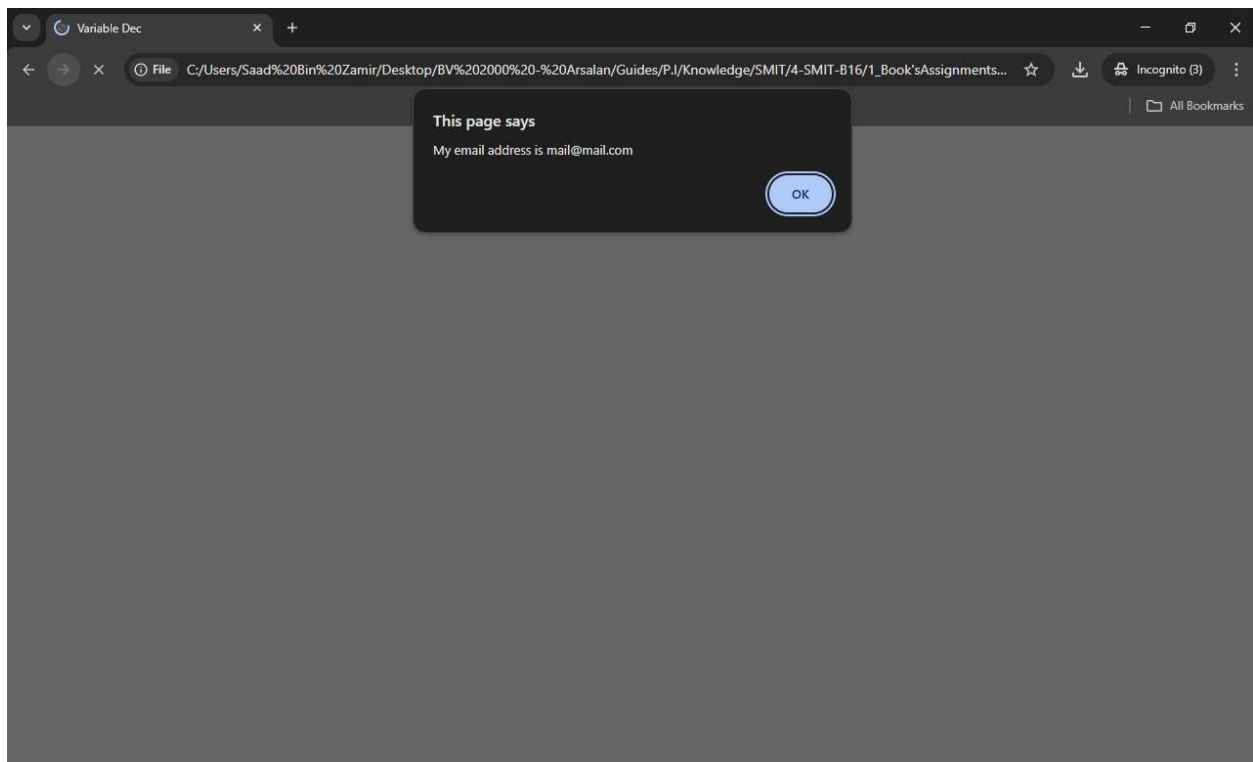 Variable Dec
File C:/Users/Saad%20Bin%20Zamir/Desktop/BV%202000%20-%20Arsalan/Guides/P.I/Knowledge/SMIT/4-SMIT-B16/1_Book'sAssignments... Incognito (3)
All Bookmarks
This page says
My email address is mail@mail.com
OK